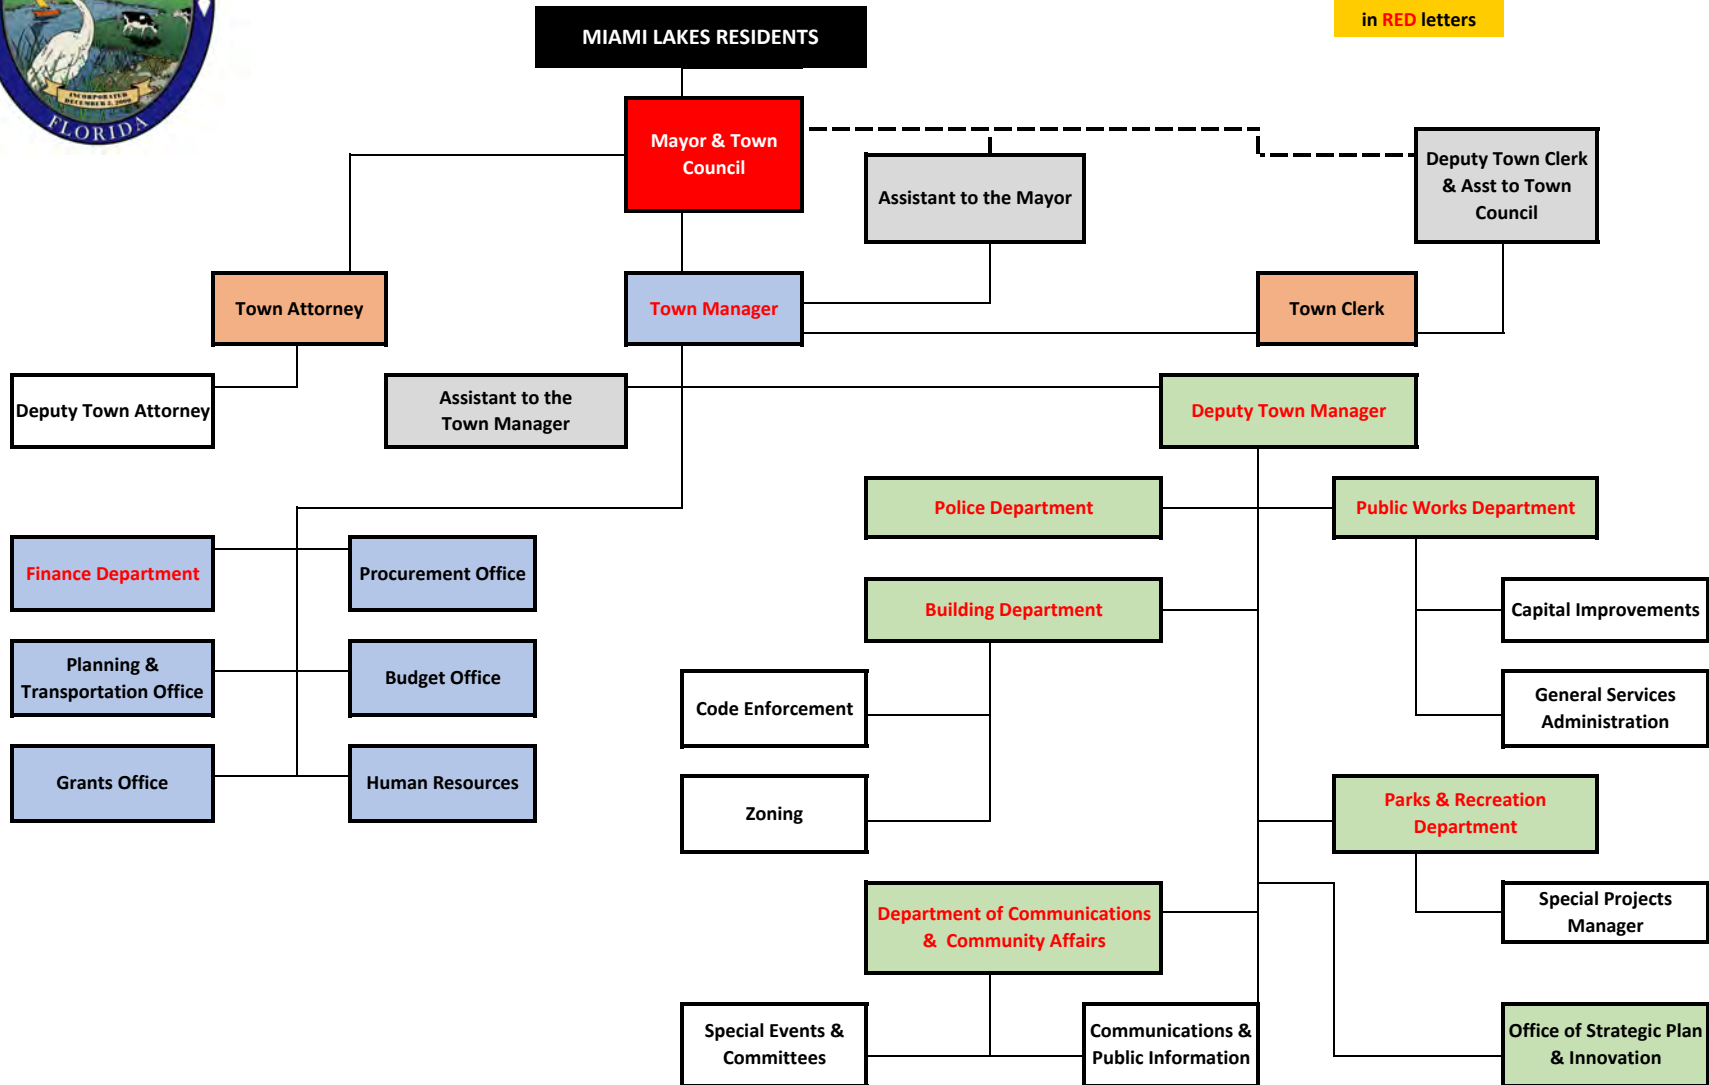 INCORPORATED
DECEMBER 5, 2000
FLORIDA
MIAMI LAKES RESIDENTS
in RED letters
Mayor & Town
Council
Assistant to the Mayor
Deputy Town Clerk
& Asst to Town
Council
Town Attorney
Town Manager
Town Clerk
Deputy Town Attorney
Assistant to the
Town Manager
Deputy Town Manager
Police Department
Public Works Department
Finance Department
Procurement Office
Building Department
Capital Improvements
Planning &
Transportation Office
Budget Office
Code Enforcement
General Services
Administration
Grants Office
Human Resources
Zoning
Parks & Recreation
Department
Department of Communications
& Community Affairs
Special Projects
Manager
Special Events &
Committees
Communications &
Public Information
Office of Strategic Plan
& Innovation